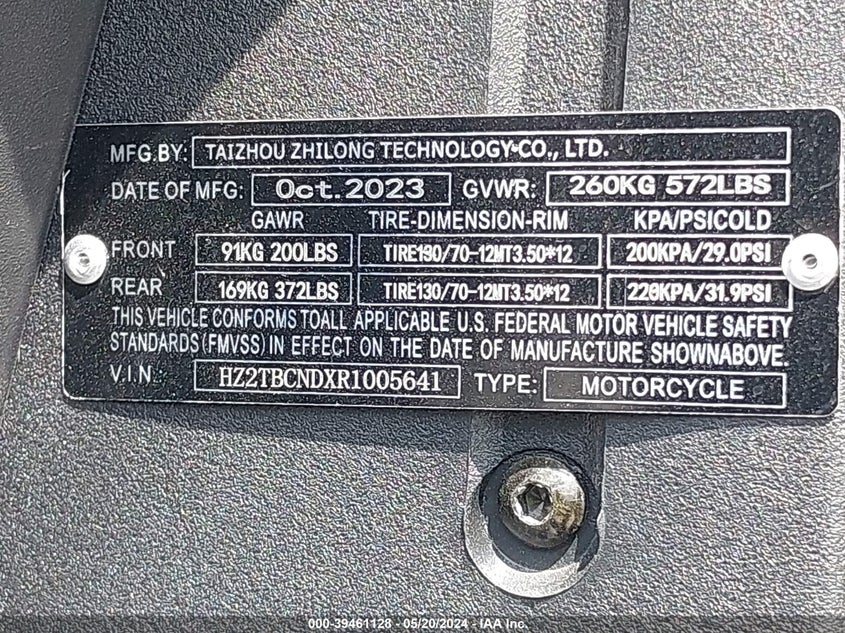 MFG.BY: TAIZHOU ZHILONG TECHNOLOGY CO., LTD.
DATE OF MFG: Oct.2023 GVWR: 260KG 572LBS
GAWR TIRE-DIMENSION-RIM KPA/PSICOLD
FRONT 91KG 200LBS TIRE130/70-12MT3.50*12 200KPA/29.0PSI
REAR 169KG 372LBS TIRE130/70-12MT3.50*12 220KPA/31.9PSI
THIS VEHICLE CONFORMS TOALL APPLICABLE U.S. FEDERAL MOTOR VEHICLE SAFETY
STANDARDS(FMVSS) IN EFFECT ON THE DATE OF MANUFACTURE SHOWNABOVE.
V.I.N: HZ2TBCNDXR1005641 TYPE: MOTORCYCLE
000-39461128 - 05/20/2024 - IAA Inc.